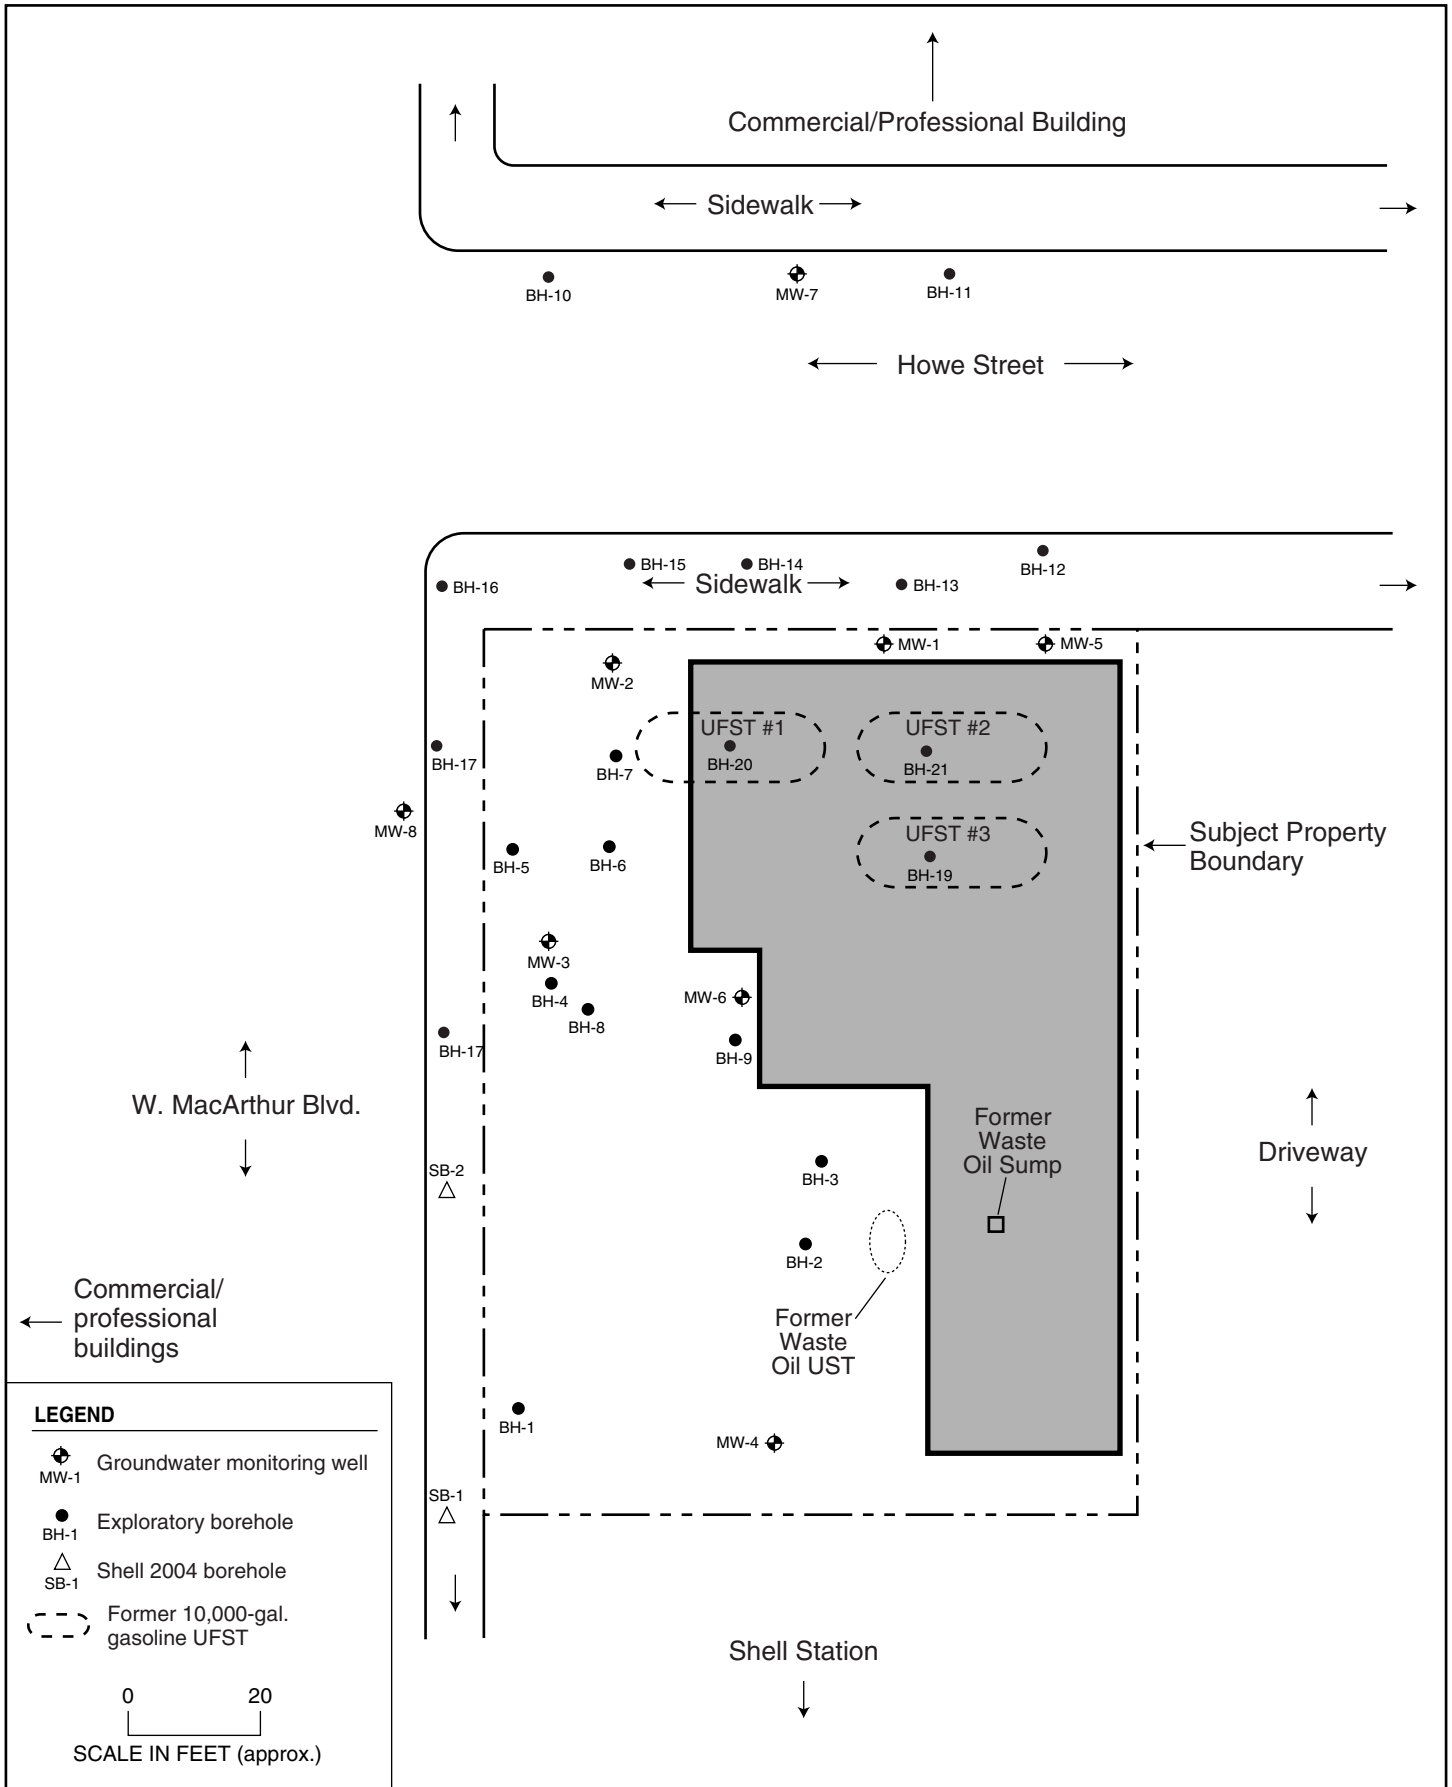 Commercial/Professional Building
Sidewalk
BH-10
MW-7
BH-11
Howe Street
BH-15
BH-14
BH-12
BH-16
Sidewalk
BH-13
MW-1
MW-5
MW-2
UFST #1
UFST #2
BH-17
BH-7
BH-20
BH-21
MW-8
UFST #3
Subject Property
Boundary
BH-5
BH-6
BH-19
MW-3
MW-6
BH-4
BH-8
BH-17
BH-9
W. MacArthur Blvd.
Former
Waste
Oil Sump
Driveway
SB-2
BH-3
BH-2
Commercial/
professional
buildings
Former
Waste
Oil UST
BH-1
MW-4
SB-1
LEGEND
MW-1
Groundwater monitoring well
BH-1
Exploratory borehole
SB-1
Shell 2004 borehole
Former 10,000-gal.
gasoline UFST
0 20
SCALE IN FEET (approx.)
Shell Station